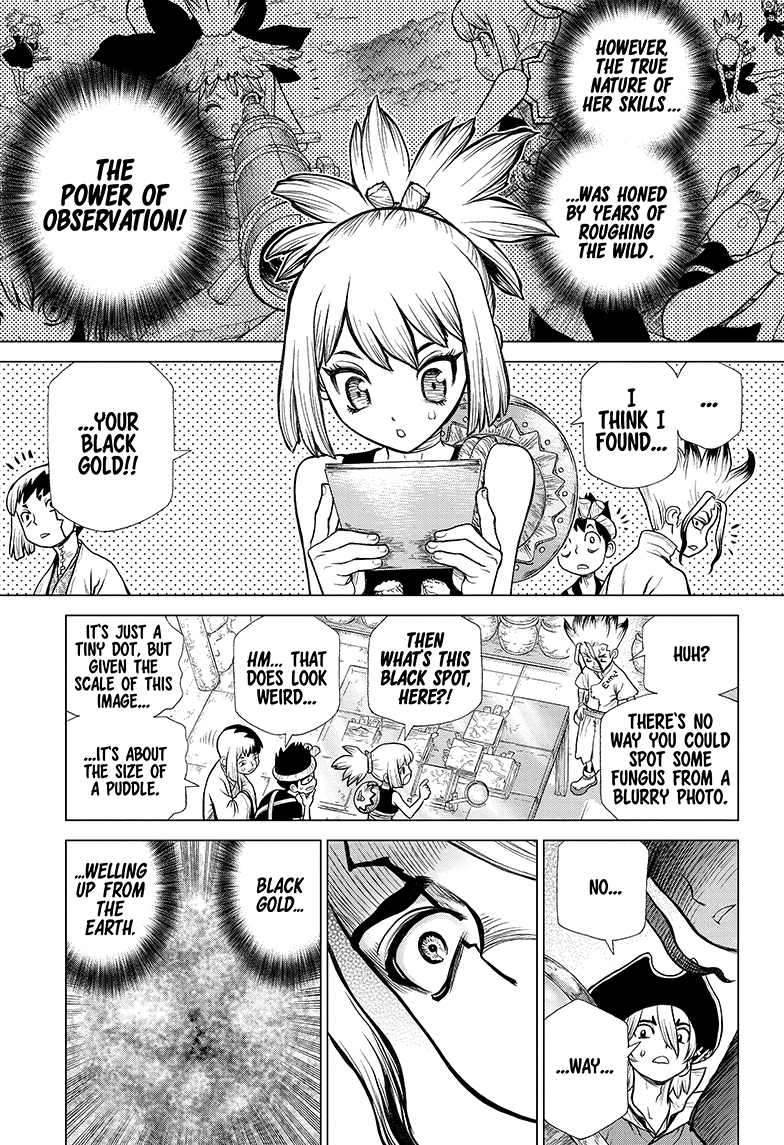 HOWEVER,
THE TRUE
NATURE OF
HER SKILLS...
...WAS HONED
BY YEARS OF
ROUGHING
THE WILD.
THE
POWER OF
OBSERVATION!
...
I
THINK I
FOUND...
...YOUR
BLACK
GOLD!!
HUH?
THERE'S NO
WAY YOU COULD
SPOT SOME
FUNGUS FROM A
BLURRY PHOTO.
THEN
WHAT'S THIS
BLACK SPOT,
HERE?!
HM... THAT
DOES LOOK
WEIRD...
IT'S JUST A
TINY DOT, BUT
GIVEN THE
SCALE OF THIS
IMAGE...
...IT'S ABOUT
THE SIZE OF
A PUDDLE.
NO...
...WAY...
BLACK
GOLD...
...WELLING
UP FROM
THE
EARTH.